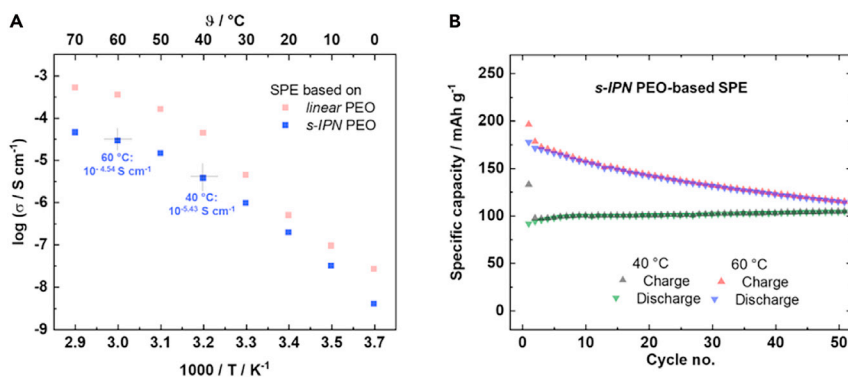 A
ϑ / °C
70 60 50 40 30 20 10 0
log (σ / S cm⁻¹)
-3
-4
-5
-6
-7
-8
-9
SPE based on
linear PEO
s-IPN PEO
60 °C:
10⁻⁴·⁵⁴ S cm⁻¹
40 °C:
10⁻⁵·⁴³ S cm⁻¹
2.9 3.0 3.1 3.2 3.3 3.4 3.5 3.7
1000 / T / K⁻¹
B
Specific capacity / mAh g⁻¹
250
200
150
100
50
0
s-IPN PEO-based SPE
40 °C 60 °C
Charge Charge
Discharge Discharge
0 10 20 30 40 50
Cycle no.